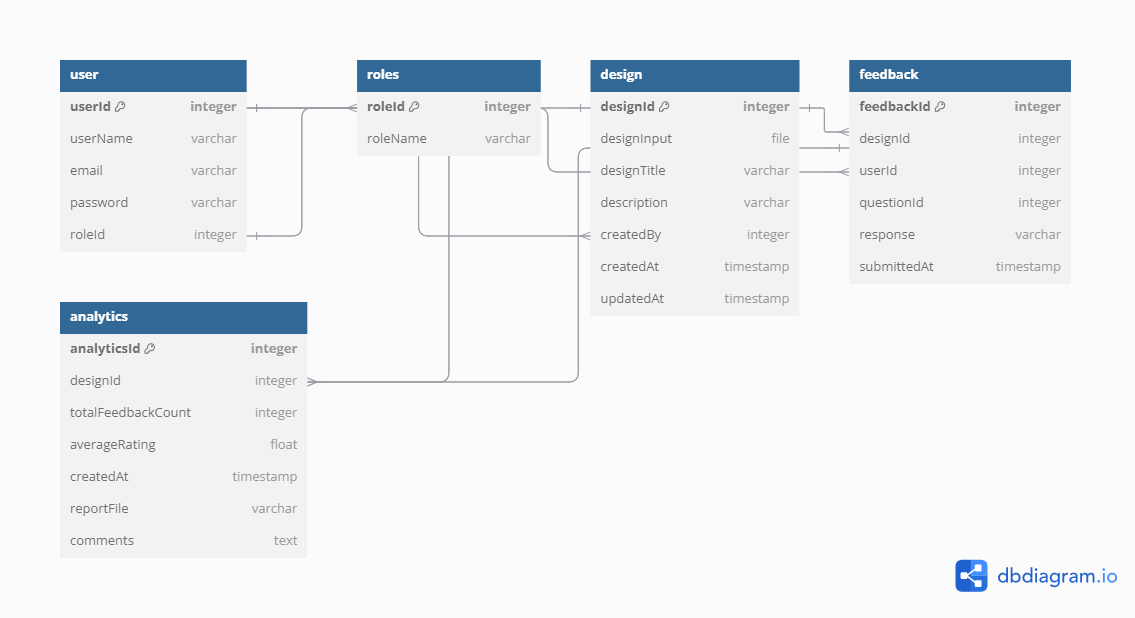 user
userId integer
userName varchar
email varchar
password varchar
roleId integer
roles
roleId integer
roleName varchar
design
designId integer
designInput file
designTitle varchar
description varchar
createdBy integer
createdAt timestamp
updatedAt timestamp
feedback
feedbackId integer
designId integer
userId integer
questionId integer
response varchar
submittedAt timestamp
analytics
analyticsId integer
designId integer
totalFeedbackCount integer
averageRating float
createdAt timestamp
reportFile varchar
comments text
dbdiagram.io